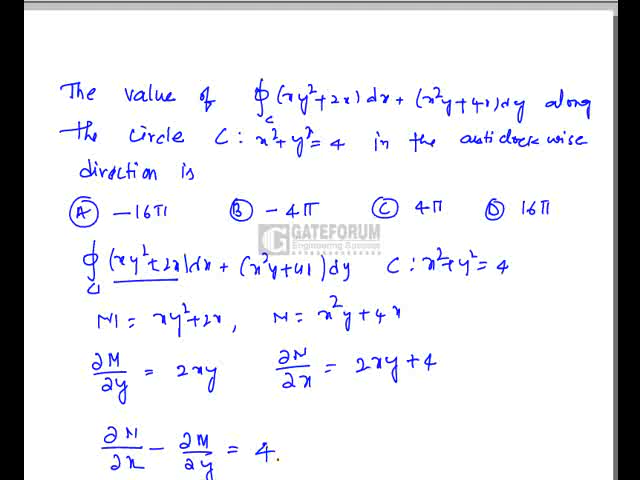 The value of ∮_C (xy²+2x) dx + (x²y+4x) dy along
the circle C : x²+y² = 4 in the anticlockwise
direction is
Ⓐ −16π Ⓑ −4π Ⓒ 4π Ⓓ 16π
GATEFORUM
Engineering Success
∮_C (xy²+2x) dx + (x²y+4x) dy C : x²+y² = 4
M = xy²+2x, N = x²y+4x
∂M/∂y = 2xy ∂N/∂x = 2xy+4
∂N/∂x − ∂M/∂y = 4.